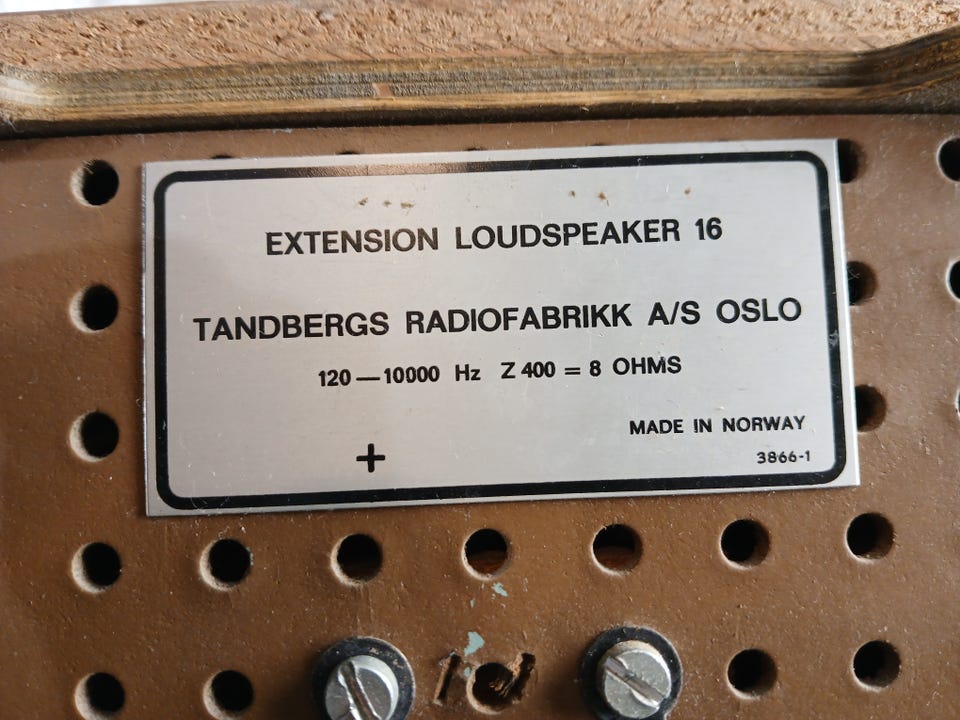 EXTENSION LOUDSPEAKER 16
TANDBERGS RADIOFABRIKK A/S OSLO
120 — 10000 Hz Z 400 = 8 OHMS
MADE IN NORWAY
+ 3866-1